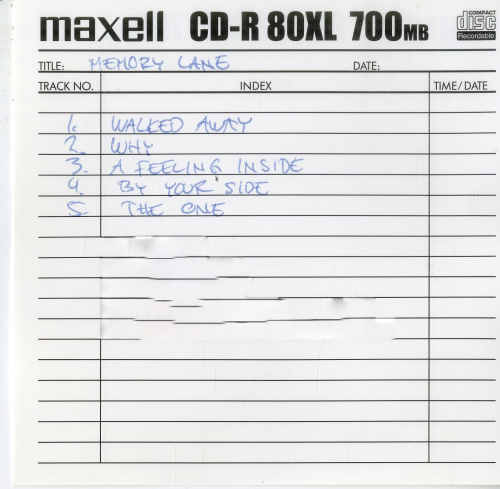 maxell CD-R 80XL 700MB COMPACT disc Recordable
TITLE: MEMORY LANE DATE:
TRACK NO. INDEX TIME/DATE
1. WALKED AWAY
2. WHY
3. A FEELING INSIDE
4. BY YOUR SIDE
5. THE ONE